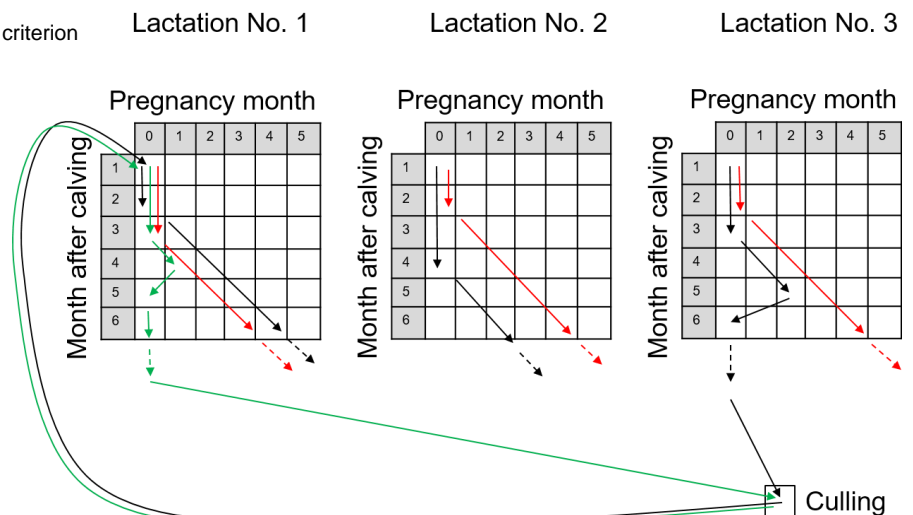 criterion
Lactation No. 1
Lactation No. 2
Lactation No. 3
Pregnancy month
0 1 2 3 4 5
Month after calving
1
2
3
4
5
6
Pregnancy month
0 1 2 3 4 5
Month after calving
1
2
3
4
5
6
Pregnancy month
0 1 2 3 4 5
Month after calving
1
2
3
4
5
6
Culling